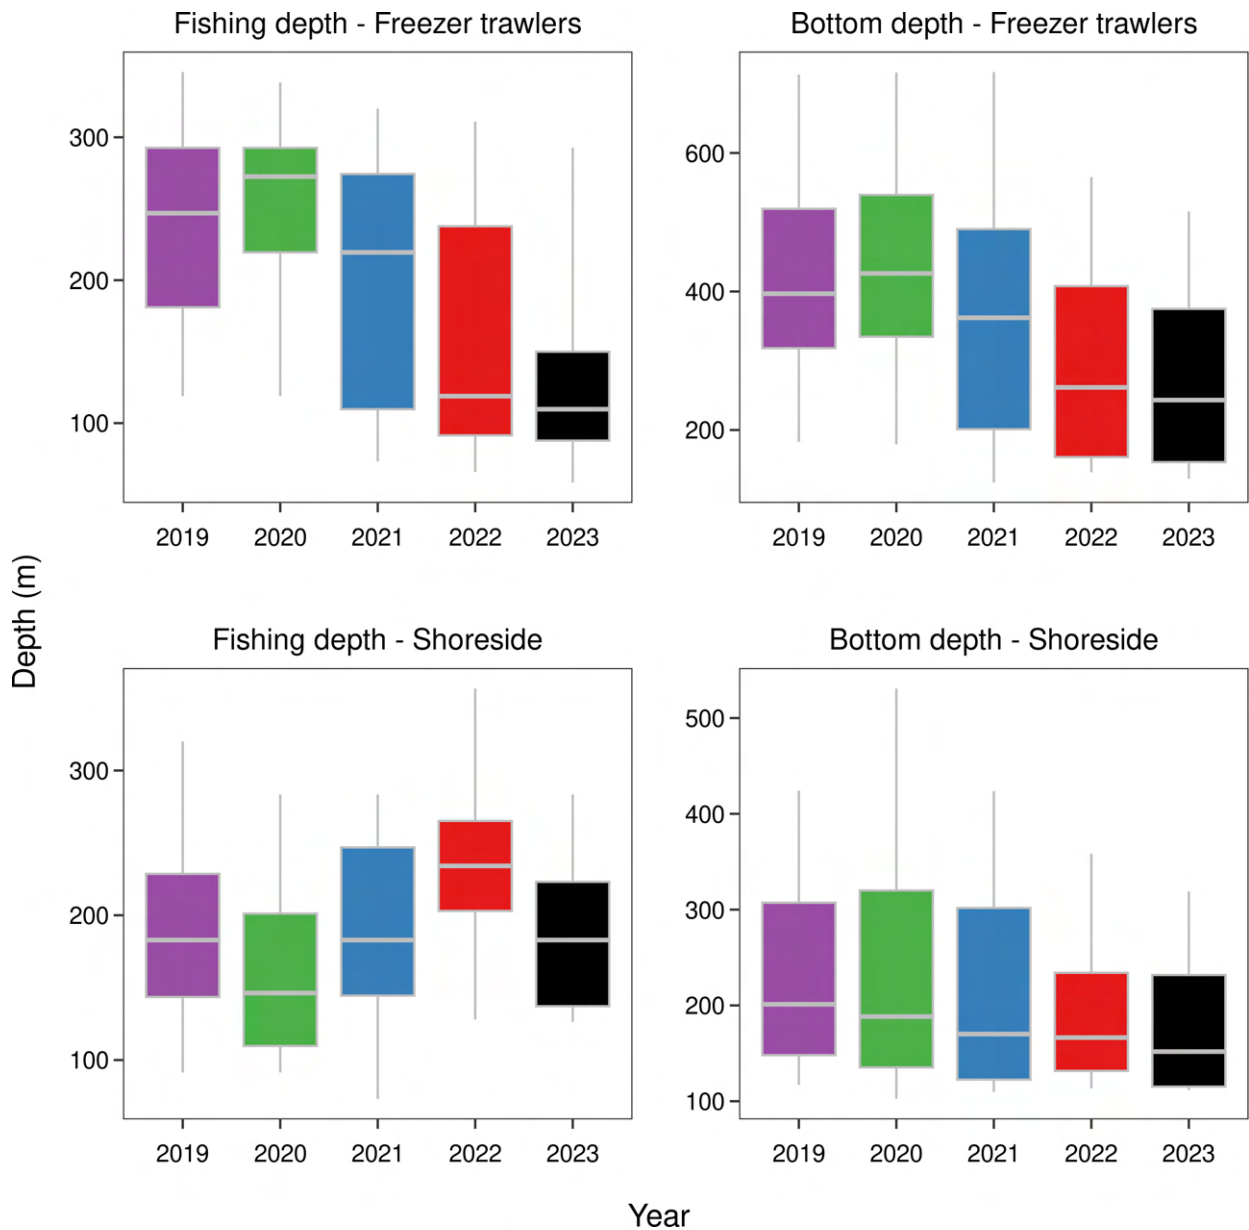 Fishing depth - Freezer trawlers
Bottom depth - Freezer trawlers
300
200
100
600
400
200
2019 2020 2021 2022 2023
2019 2020 2021 2022 2023
Depth (m)
Fishing depth - Shoreside
Bottom depth - Shoreside
300
200
100
500
400
300
200
100
2019 2020 2021 2022 2023
2019 2020 2021 2022 2023
Year